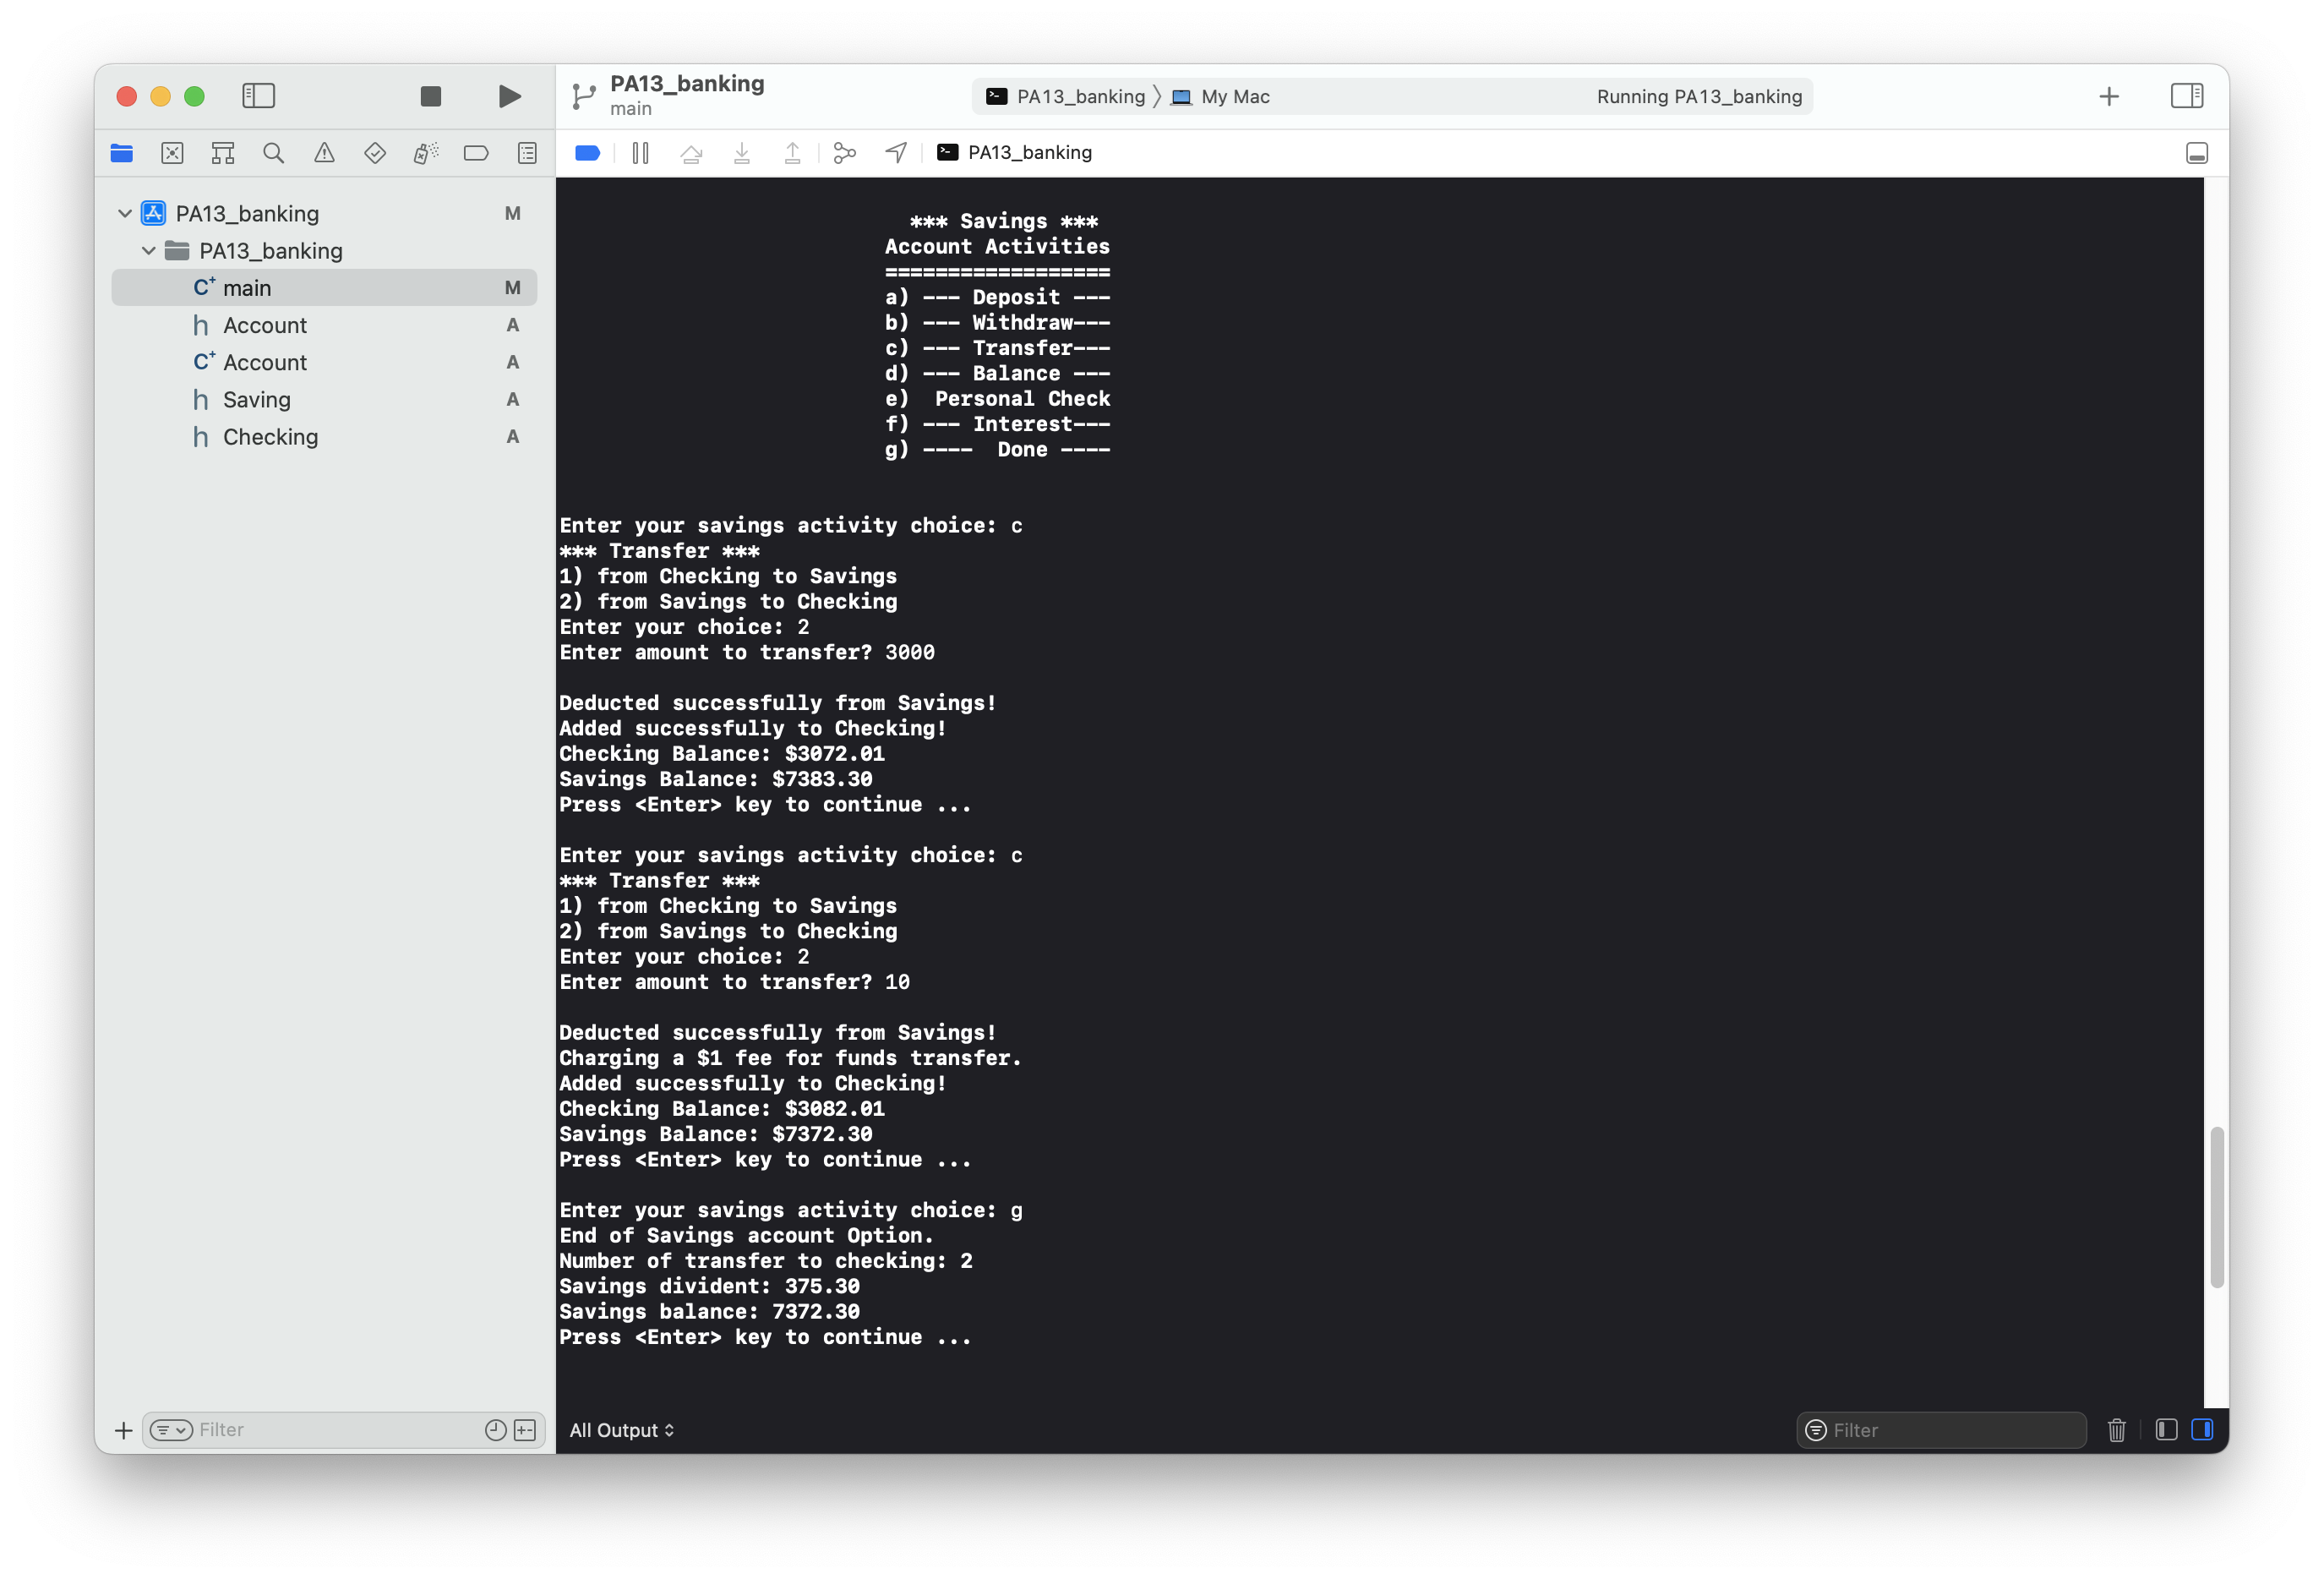 PA13_banking
main
PA13_banking 〉 My Mac
Running PA13_banking
PA13_banking
PA13_banking M
PA13_banking
C+ main M
h Account A
C+ Account A
h Saving A
h Checking A
*** Savings ***
Account Activities
==================
a) --- Deposit ---
b) --- Withdraw---
c) --- Transfer---
d) --- Balance ---
e)  Personal Check
f) --- Interest---
g) ----  Done ----
Enter your savings activity choice: c
*** Transfer ***
1) from Checking to Savings
2) from Savings to Checking
Enter your choice: 2
Enter amount to transfer? 3000
Deducted successfully from Savings!
Added successfully to Checking!
Checking Balance: $3072.01
Savings Balance: $7383.30
Press <Enter> key to continue ...
Enter your savings activity choice: c
*** Transfer ***
1) from Checking to Savings
2) from Savings to Checking
Enter your choice: 2
Enter amount to transfer? 10
Deducted successfully from Savings!
Charging a $1 fee for funds transfer.
Added successfully to Checking!
Checking Balance: $3082.01
Savings Balance: $7372.30
Press <Enter> key to continue ...
Enter your savings activity choice: g
End of Savings account Option.
Number of transfer to checking: 2
Savings divident: 375.30
Savings balance: 7372.30
Press <Enter> key to continue ...
Filter
All Output
Filter